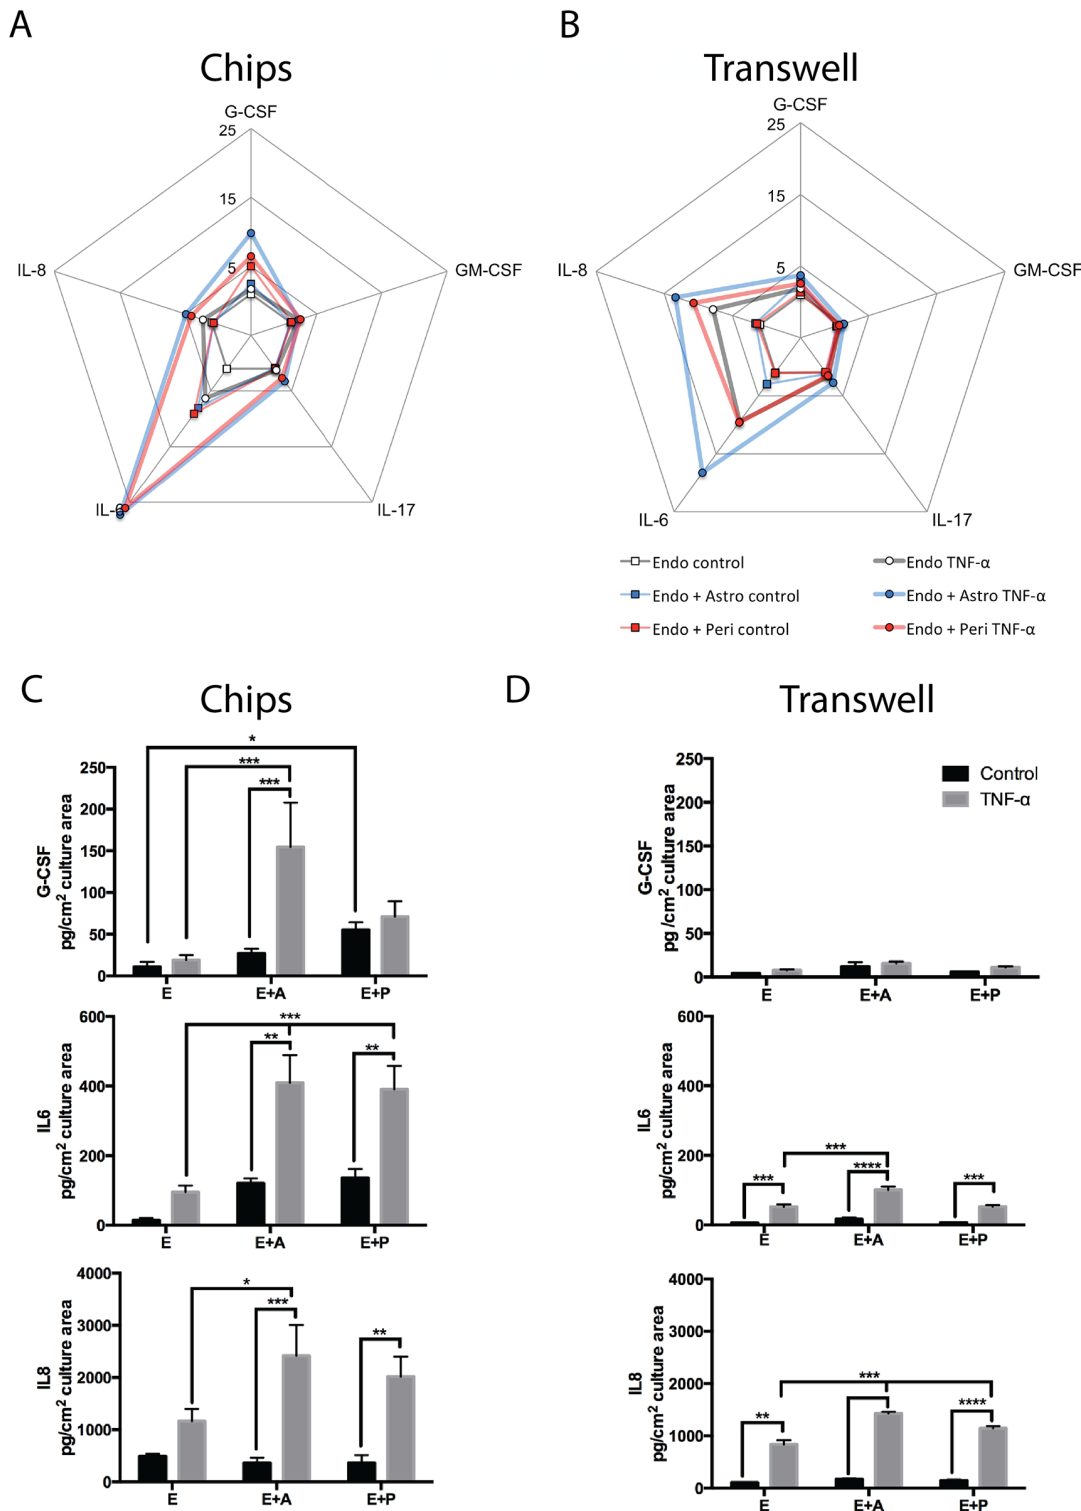 A
B
Chips
Transwell
G-CSF
25
15
5
IL-8
GM-CSF
IL-6
IL-17
G-CSF
25
15
5
IL-8
GM-CSF
IL-6
IL-17
Endo control
Endo TNF-α
Endo + Astro control
Endo + Astro TNF-α
Endo + Peri control
Endo + Peri TNF-α
C
Chips
D
Transwell
G-CSF
pg/cm² culture area
250
200
150
100
50
0
*
***
***
E
E+A
E+P
G-CSF
pg /cm² culture area
250
200
150
100
50
0
Control
TNF-α
E
E+A
E+P
IL6
pg/cm² culture area
600
400
200
0
***
**
**
E
E+A
E+P
IL6
pg/cm² culture area
600
400
200
0
***
***
****
***
E
E+A
E+P
IL8
pg/cm² culture area
4000
3000
2000
1000
0
*
***
**
E
E+A
E+P
IL8
pg/cm² culture area
4000
3000
2000
1000
0
***
**
****
E
E+A
E+P